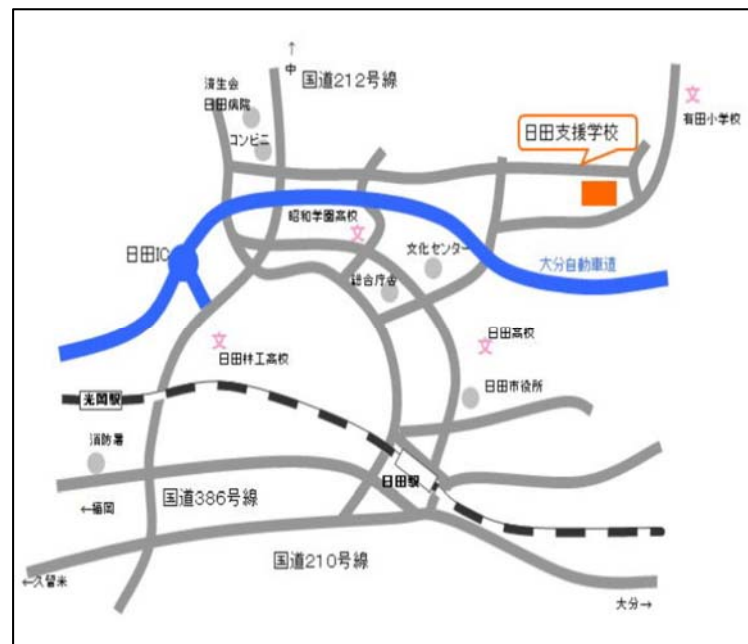 ↑
中
国道212号線
済生会
日田病院
コンビニ
文
有田小学校
日田支援学校
昭和学園高校
文
日田IC
文化センター
大分自動車道
総合庁舎
文
日田林工高校
文
日田高校
日田市役所
光岡駅
消防署
日田駅
国道386号線
←福岡
国道210号線
←久留米
大分→